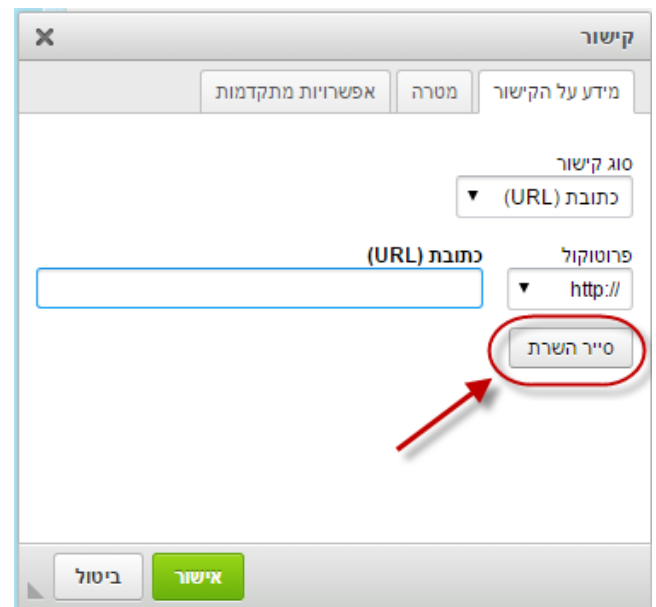 קישור
מידע על הקישור מטרה אפשרויות מתקדמות
סוג קישור
כתובת (URL)
פרוטוקול כתובת (URL)
http://
סייר השרת
אישור ביטול